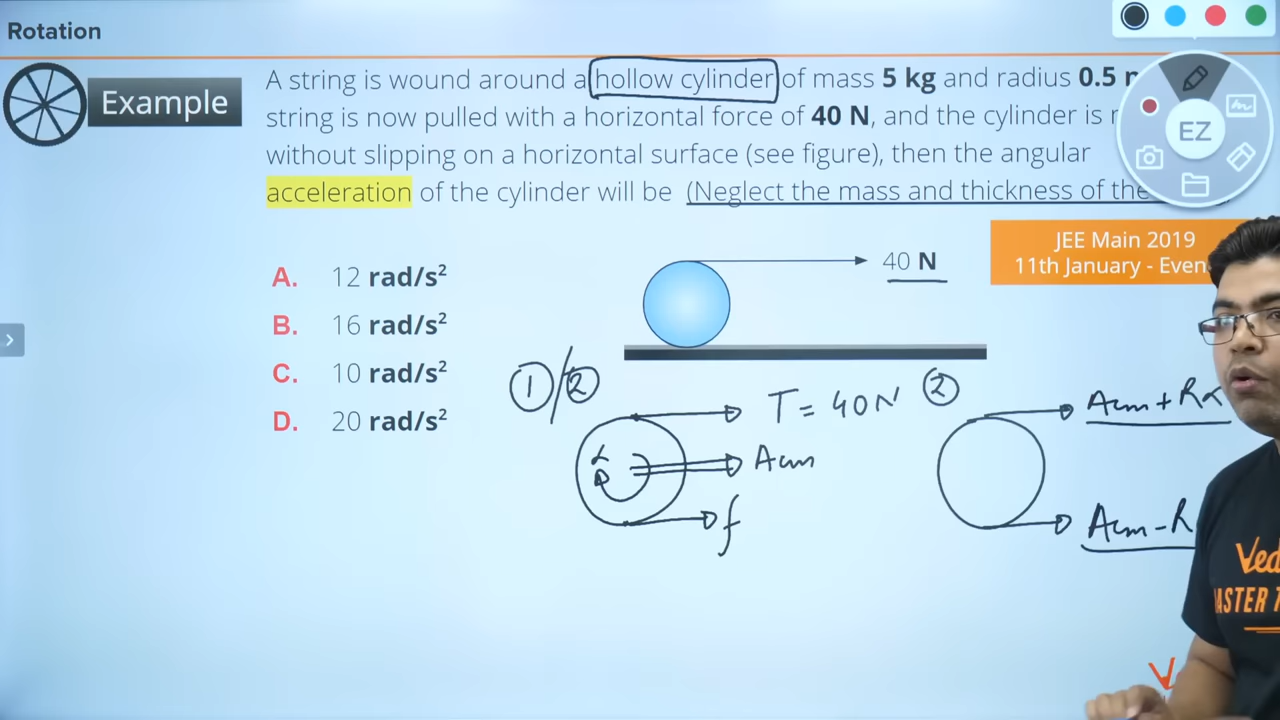 Rotation
Example
A string is wound around a hollow cylinder of mass 5 kg and radius 0.5
string is now pulled with a horizontal force of 40 N, and the cylinder is
without slipping on a horizontal surface (see figure), then the angular
acceleration of the cylinder will be (Neglect the mass and thickness of the
EZ
JEE Main 2019
11th January - Even
40 N
A. 12 rad/s²
B. 16 rad/s²
C. 10 rad/s²
D. 20 rad/s²
① / ②
T = 40N
α
Acm
f
②
Acm + Rα
Acm - R
Ved
MASTER
V